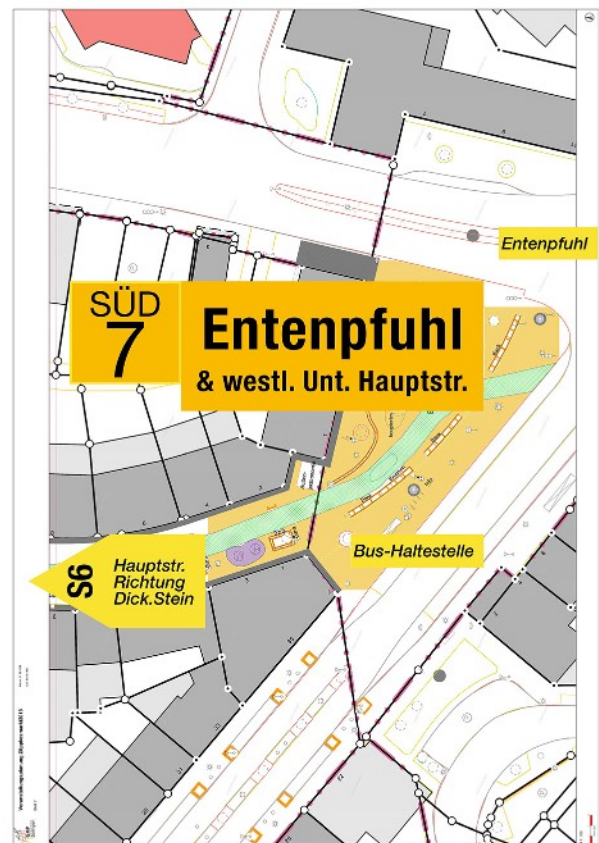 Entenpfuhl
SÜD
7
Entenpfuhl
& westl. Unt. Hauptstr.
Bus-Haltestelle
S6
Hauptstr.
Richtung
Dick.Stein